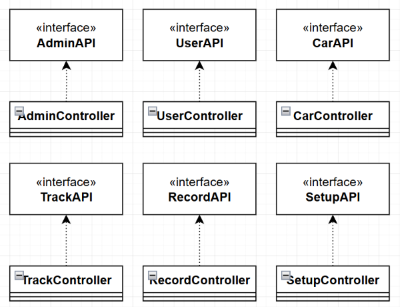 «interface» «interface» «interface»
AdminAPI UserAPI CarAPI
AdminController UserController CarController
«interface» «interface» «interface»
TrackAPI RecordAPI SetupAPI
TrackController RecordController SetupController